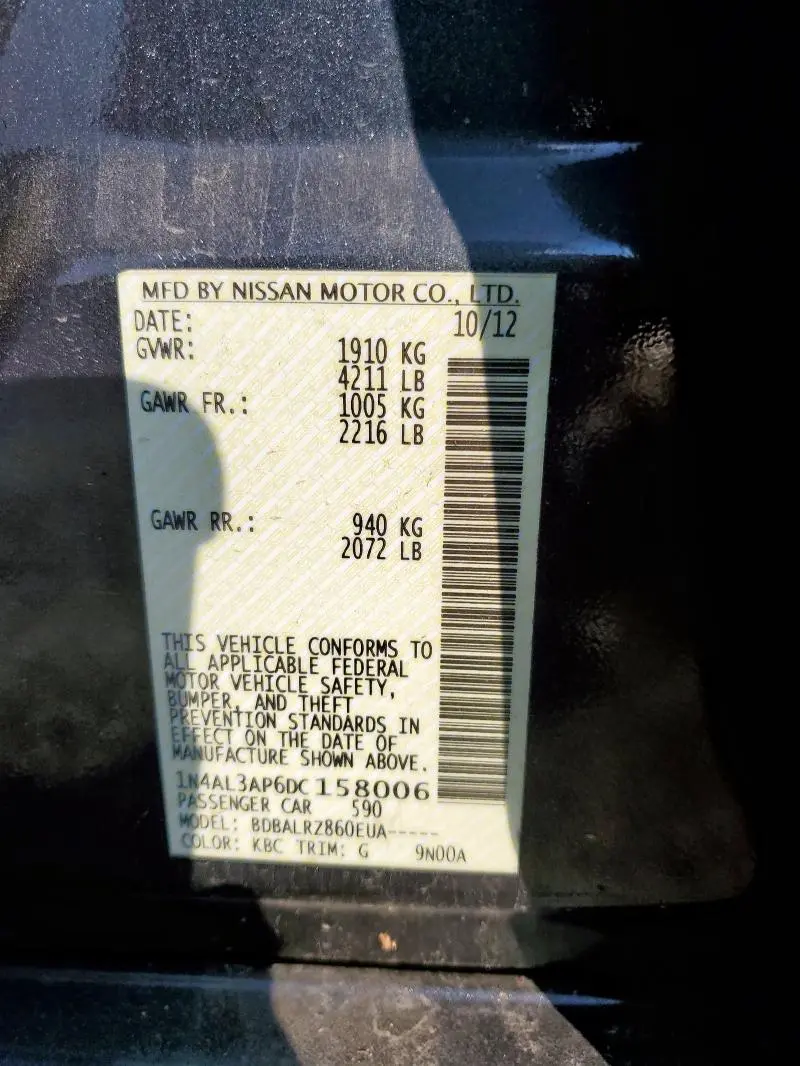 MFD BY NISSAN MOTOR CO., LTD.
DATE: 10/12
GVWR: 1910 KG
4211 LB
GAWR FR.: 1005 KG
2216 LB
GAWR RR.: 940 KG
2072 LB
THIS VEHICLE CONFORMS TO
ALL APPLICABLE FEDERAL
MOTOR VEHICLE SAFETY,
BUMPER, AND THEFT
PREVENTION STANDARDS IN
EFFECT ON THE DATE OF
MANUFACTURE SHOWN ABOVE.
1N4AL3AP6DC158006
PASSENGER CAR 590
MODEL: BDBALRZ860EUA-----
COLOR: KBC TRIM: G 9N00A